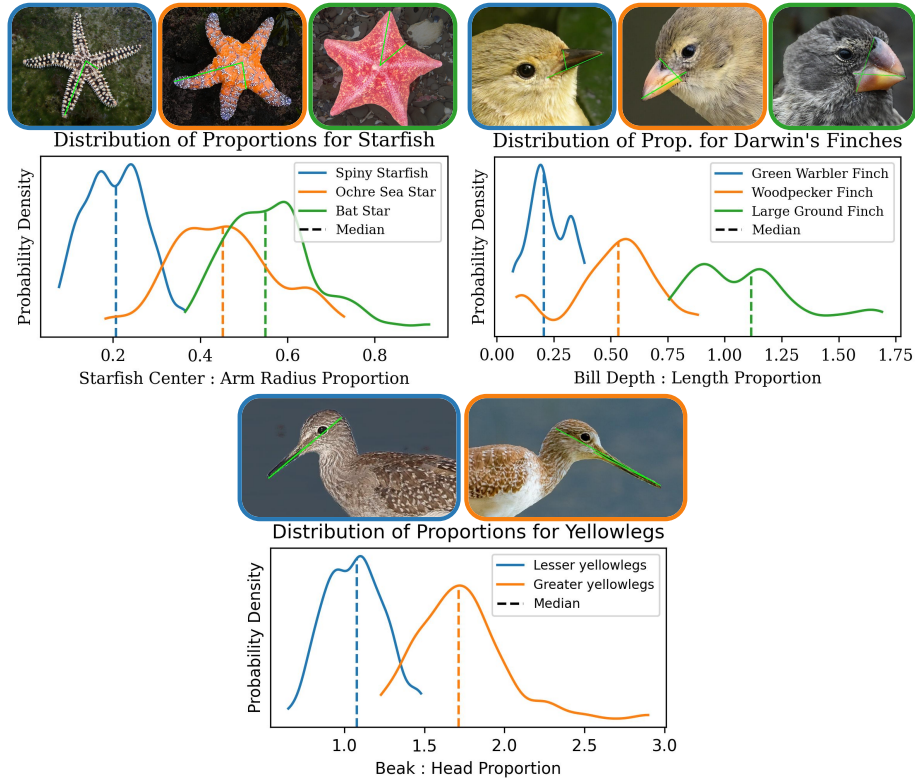 Distribution of Proportions for Starfish
Probability Density
Spiny Starfish
Ochre Sea Star
Bat Star
Median
0.2 0.4 0.6 0.8
Starfish Center : Arm Radius Proportion
Distribution of Prop. for Darwin's Finches
Probability Density
Green Warbler Finch
Woodpecker Finch
Large Ground Finch
Median
0.00 0.25 0.50 0.75 1.00 1.25 1.50 1.75
Bill Depth : Length Proportion
Distribution of Proportions for Yellowlegs
Probability Density
Lesser yellowlegs
Greater yellowlegs
Median
1.0 1.5 2.0 2.5 3.0
Beak : Head Proportion